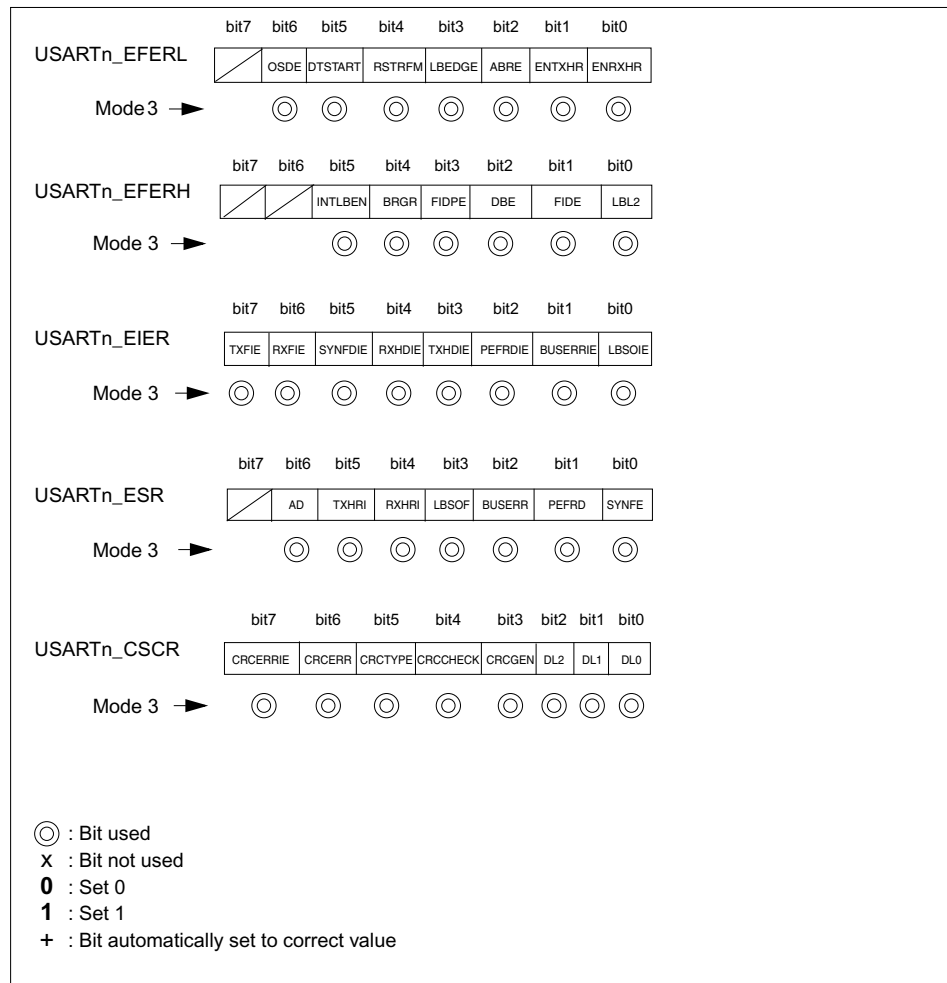 bit7 bit6 bit5 bit4 bit3 bit2 bit1 bit0
USARTn_EFERL
OSDE DTSTART RSTRFM LBEDGE ABRE ENTXHR ENRXHR
Mode 3
bit7 bit6 bit5 bit4 bit3 bit2 bit1 bit0
USARTn_EFERH
INTLBEN BRGR FIDPE DBE FIDE LBL2
Mode 3
bit7 bit6 bit5 bit4 bit3 bit2 bit1 bit0
USARTn_EIER
TXFIE RXFIE SYNFDIE RXHDIE TXHDIE PEFRDIE BUSERRIE LBSOIE
Mode 3
bit7 bit6 bit5 bit4 bit3 bit2 bit1 bit0
USARTn_ESR
AD TXHRI RXHRI LBSOF BUSERR PEFRD SYNFE
Mode 3
bit7 bit6 bit5 bit4 bit3 bit2 bit1 bit0
USARTn_CSCR
CRCERRIE CRCERR CRCTYPE CRCCHECK CRCGEN DL2 DL1 DL0
Mode 3
: Bit used
x : Bit not used
0 : Set 0
1 : Set 1
+ : Bit automatically set to correct value